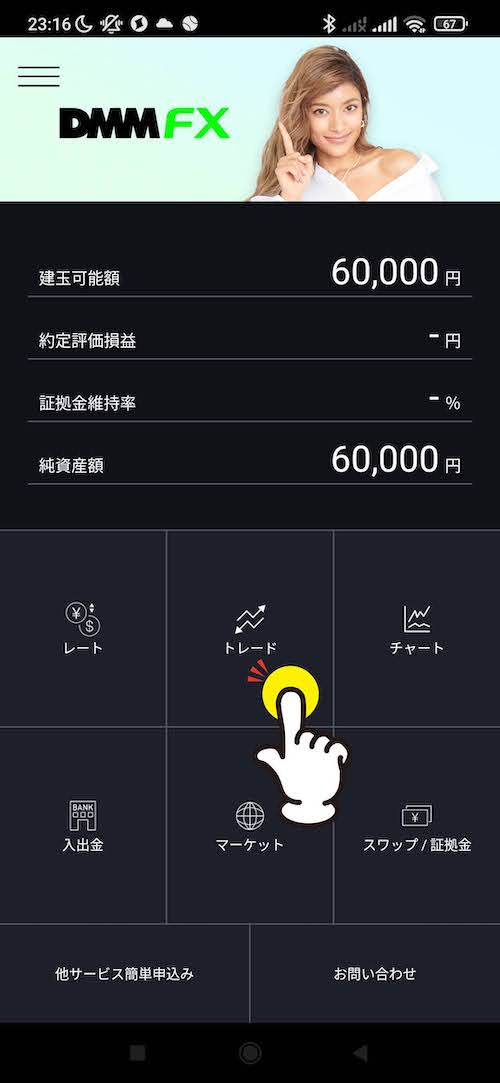 23:16
67
DMM FX
建玉可能額 60,000 円
約定評価損益 - 円
証拠金維持率 - %
純資産額 60,000 円
レート トレード チャート
BANK
入出金 マーケット スワップ / 証拠金
他サービス簡単申込み お問い合わせ